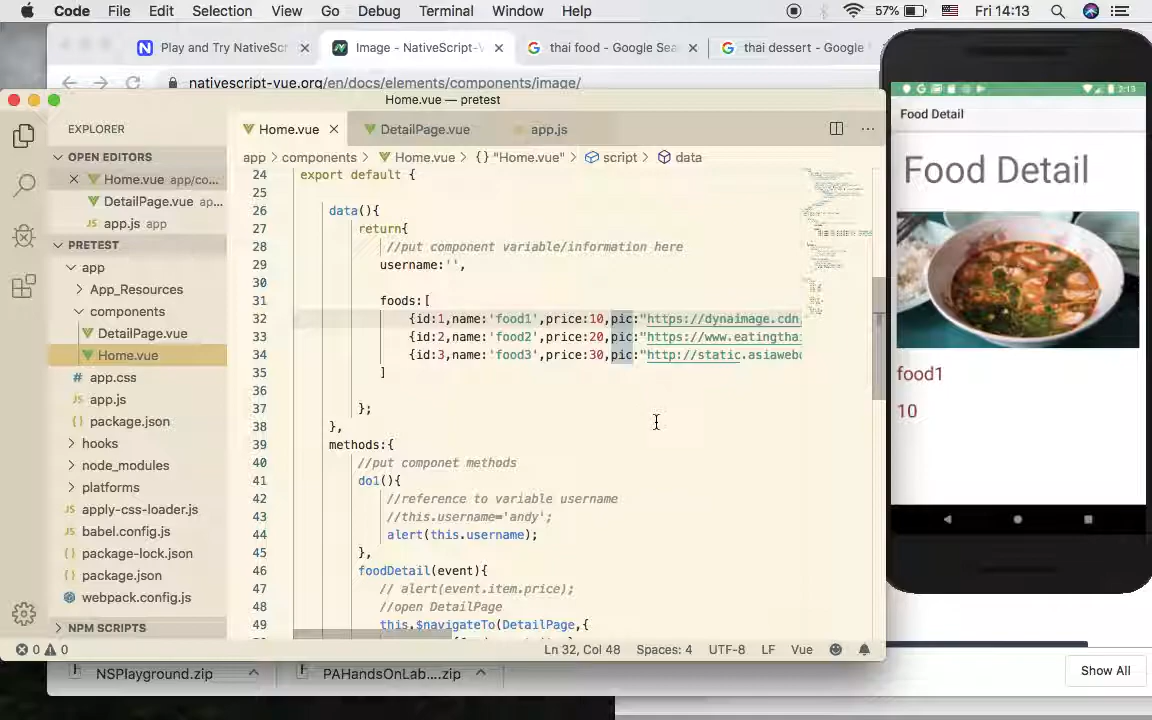 Code File Edit Selection View Go Debug Terminal Window Help 57% Fri 14:13
Play and Try NativeScr
Image - NativeScript-V
thai food - Google Sea
thai dessert - Google
nativescript-vue.org/en/docs/elements/components/image/
Home.vue — pretest
EXPLORER
OPEN EDITORS
Home.vue app/co...
DetailPage.vue ap...
app.js app
PRETEST
app
App_Resources
components
DetailPage.vue
Home.vue
app.css
app.js
package.json
hooks
node_modules
platforms
apply-css-loader.js
babel.config.js
package-lock.json
package.json
webpack.config.js
NPM SCRIPTS
Home.vue
DetailPage.vue
app.js
app > components > Home.vue > {} "Home.vue" > script > data
24 export default {
25
26 data(){
27 return{
28 //put component variable/information here
29 username:'',
30
31 foods:[
32 {id:1,name:'food1',price:10,pic:"https://dynaimage.cdn
33 {id:2,name:'food2',price:20,pic:"https://www.eatingtha
34 {id:3,name:'food3',price:30,pic:"http://static.asiawebd
35 ]
36
37 };
38 },
39 methods:{
40 //put componet methods
41 do1(){
42 //reference to variable username
43 //this.username='andy';
44 alert(this.username);
45 },
46 foodDetail(event){
47 // alert(event.item.price);
48 //open DetailPage
49 this.$navigateTo(DetailPage,{
0 0
Ln 32, Col 48 Spaces: 4 UTF-8 LF Vue
2:13
Food Detail
Food Detail
food1
10
NSPlayground.zip
PAHandsOnLab....zip
Show All